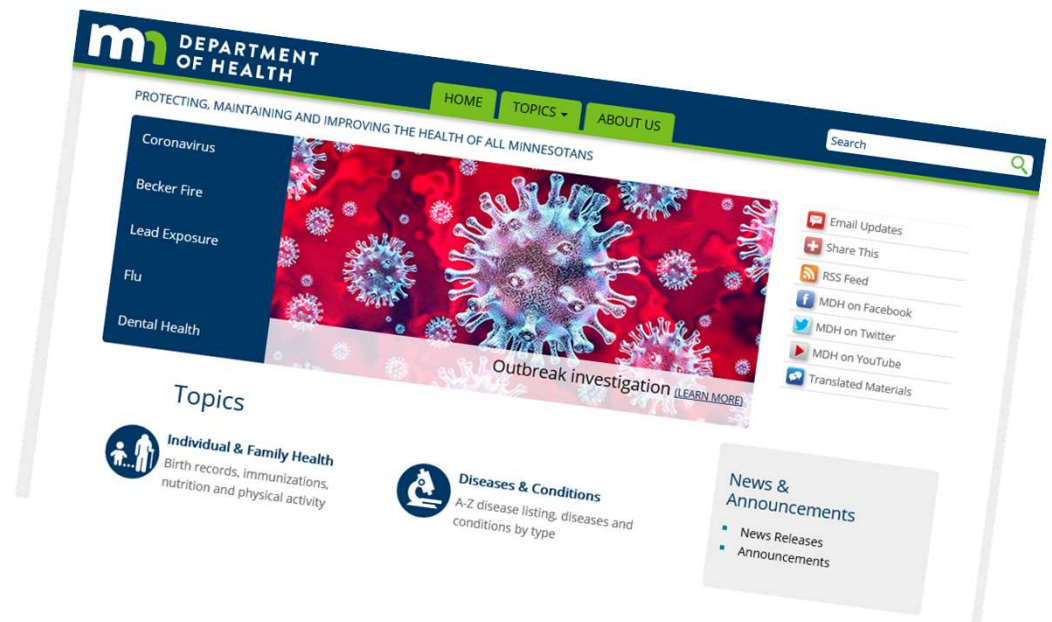 mn DEPARTMENT
OF HEALTH
HOME
TOPICS
ABOUT US
Search
PROTECTING, MAINTAINING AND IMPROVING THE HEALTH OF ALL MINNESOTANS
Coronavirus
Becker Fire
Lead Exposure
Flu
Dental Health
Outbreak investigation (LEARN MORE)
Email Updates
Share This
RSS Feed
MDH on Facebook
MDH on Twitter
MDH on YouTube
Translated Materials
Topics
Individual & Family Health
Birth records, immunizations,
nutrition and physical activity
Diseases & Conditions
A-Z disease listing, diseases and
conditions by type
News &
Announcements
News Releases
Announcements